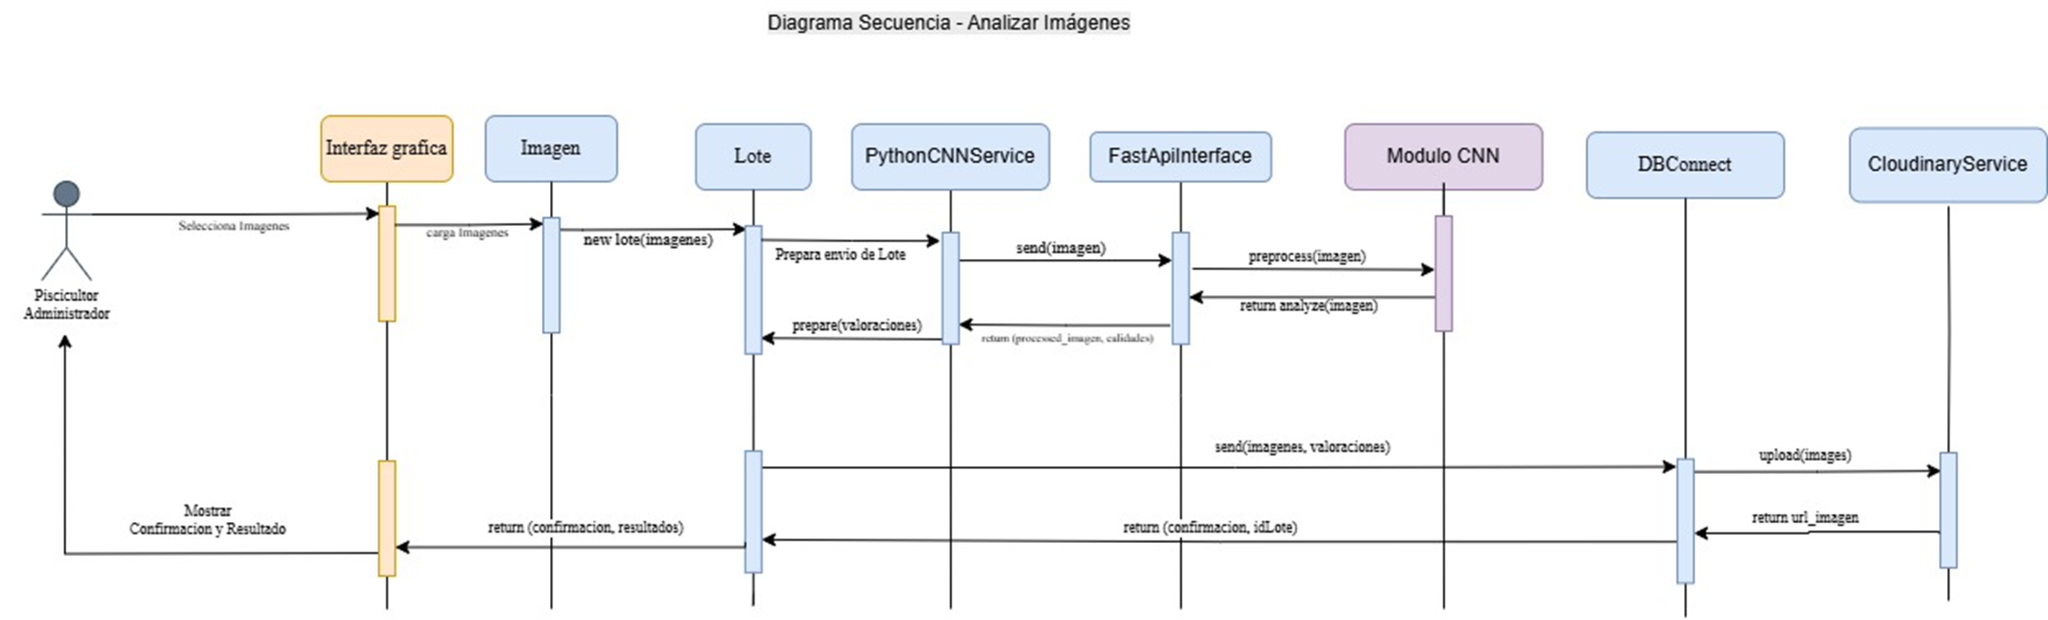 Diagrama Secuencia - Analizar Imágenes
Interfaz grafica
Imagen
Lote
PythonCNNService
FastApiInterface
Modulo CNN
DBConnect
CloudinaryService
Selecciona Imagenes
carga Imagenes
new lote(imagenes)
Prepara envio de Lote
send(imagen)
preprocess(imagen)
return analyze(imagen)
return (processed_imagen, calidades)
prepare(valoraciones)
Piscicultor
Administrador
send(imagenes, valoraciones)
upload(images)
return url_imagen
return (confirmacion, idLote)
return (confirmacion, resultados)
Mostrar
Confirmacion y Resultado